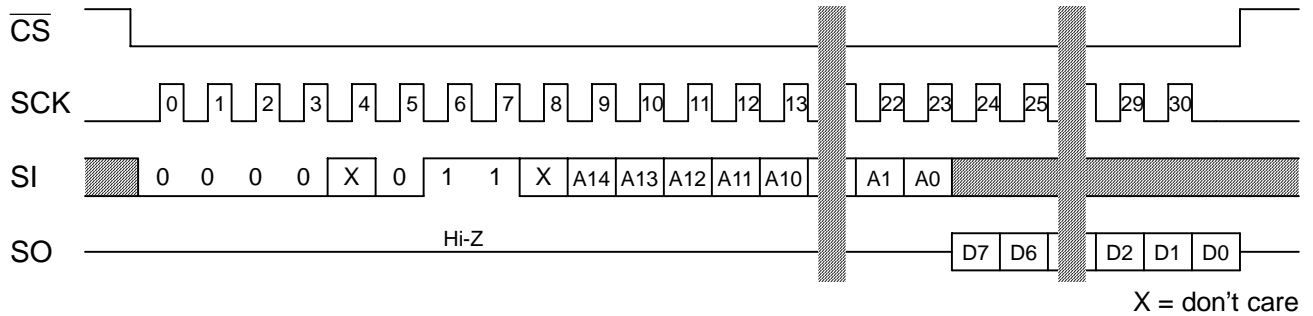 CS
SCK 0 1 2 3 4 5 6 7 8 9 10 11 12 13 22 23 24 25 29 30
SI 0 0 0 0 X 0 1 1 X A14 A13 A12 A11 A10 A1 A0
Hi-Z
SO D7 D6 D2 D1 D0
X = don't care